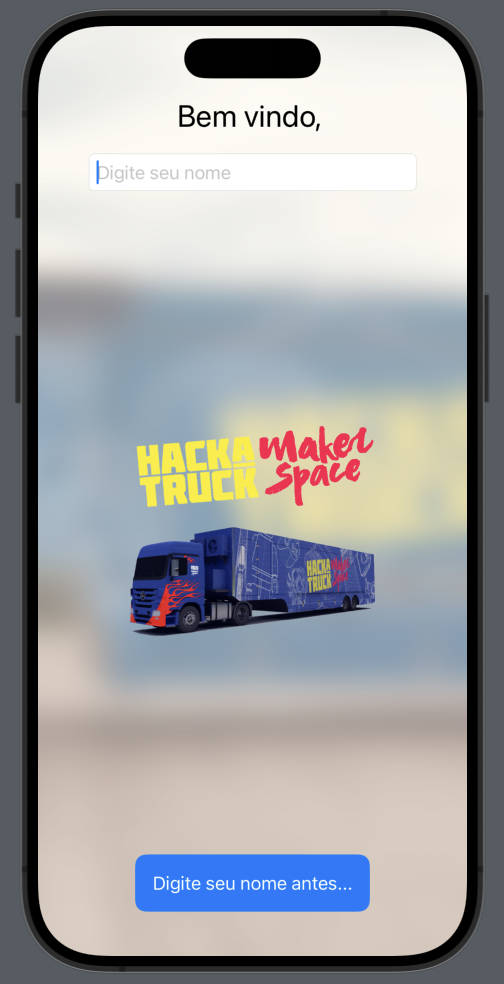 Bem vindo,
Digite seu nome
HACKA Maker
TRUCK Space
HACKA Maker
TRUCK Space
Digite seu nome antes...